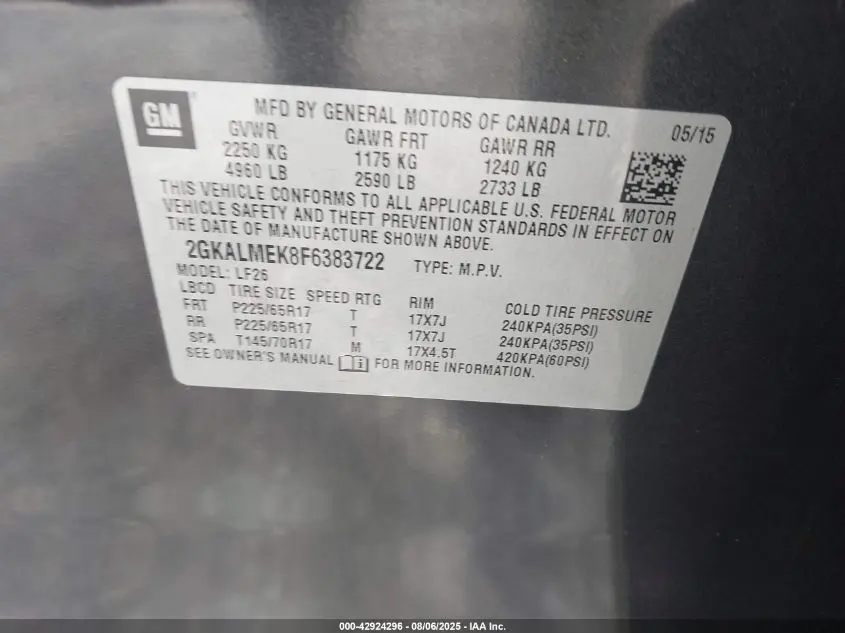 GM
MFD BY GENERAL MOTORS OF CANADA LTD. 05/15
GVWR GAWR FRT GAWR RR
2250 KG 1175 KG 1240 KG
4960 LB 2590 LB 2733 LB
THIS VEHICLE CONFORMS TO ALL APPLICABLE U.S. FEDERAL MOTOR
VEHICLE SAFETY AND THEFT PREVENTION STANDARDS IN EFFECT ON
THE DATE OF MANUFACTURE SHOWN ABOVE.
2GKALMEK8F6383722 TYPE: M.P.V.
MODEL: LF26
LBCD TIRE SIZE SPEED RTG RIM COLD TIRE PRESSURE
FRT P225/65R17 T 17X7J 240KPA(35PSI)
RR P225/65R17 T 17X7J 240KPA(35PSI)
SPA T145/70R17 M 17X4.5T 420KPA(60PSI)
SEE OWNER'S MANUAL FOR MORE INFORMATION.
000-42924296 - 08/06/2025 - IAA Inc.